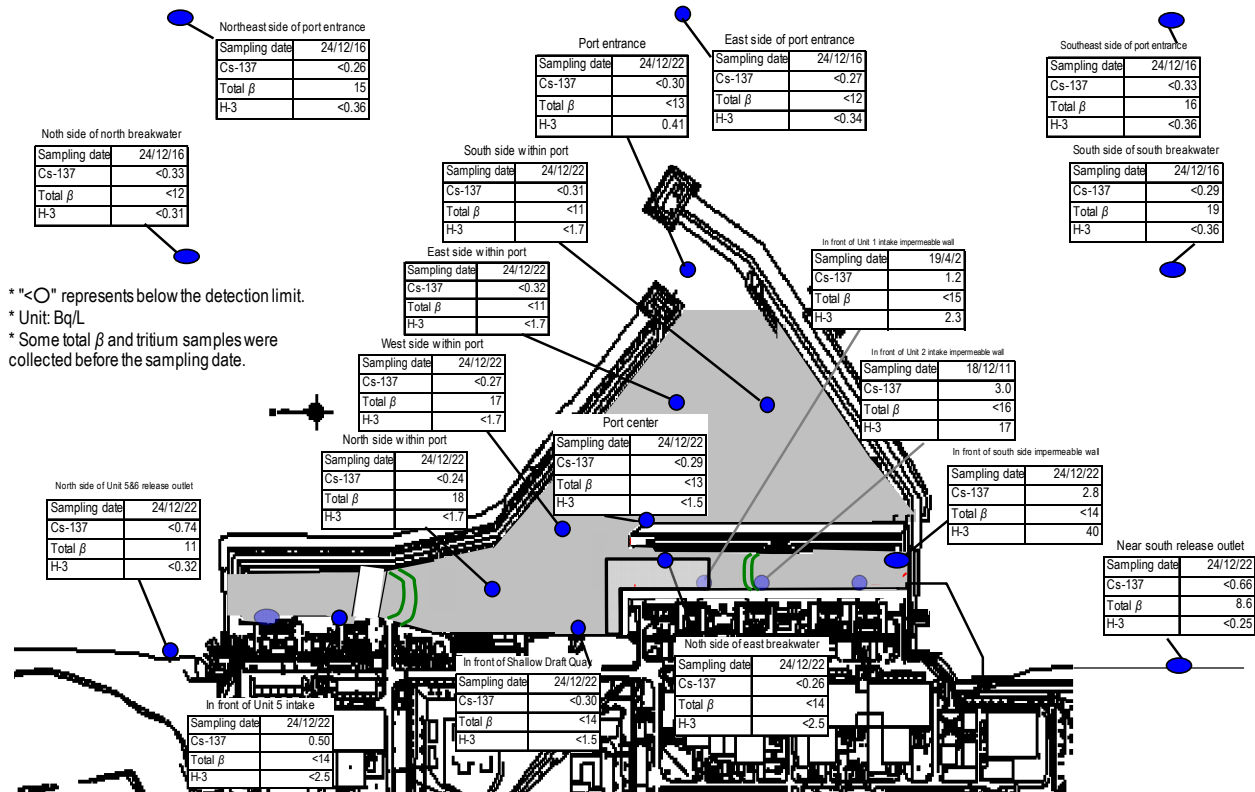 Northeast side of port entrance
Sampling date 24/12/16
Cs-137 <0.26
Total β 15
H-3 <0.36
Port entrance
Sampling date 24/12/22
Cs-137 <0.30
Total β <13
H-3 0.41
East side of port entrance
Sampling date 24/12/16
Cs-137 <0.27
Total β <12
H-3 <0.34
Southeast side of port entrance
Sampling date 24/12/16
Cs-137 <0.33
Total β 16
H-3 <0.36
Noth side of north breakwater
Sampling date 24/12/16
Cs-137 <0.33
Total β <12
H-3 <0.31
South side within port
Sampling date 24/12/22
Cs-137 <0.31
Total β <11
H-3 <1.7
South side of south breakwater
Sampling date 24/12/16
Cs-137 <0.29
Total β 19
H-3 <0.36
East side within port
Sampling date 24/12/22
Cs-137 <0.32
Total β <11
H-3 <1.7
In front of Unit 1 intake impermeable wall
Sampling date 19/4/2
Cs-137 1.2
Total β <15
H-3 2.3
* "<○" represents below the detection limit.
* Unit: Bq/L
* Some total β and tritium samples were
collected before the sampling date.
West side within port
Sampling date 24/12/22
Cs-137 <0.27
Total β 17
H-3 <1.7
In front of Unit 2 intake impermeable wall
Sampling date 18/12/11
Cs-137 3.0
Total β <16
H-3 17
Port center
Sampling date 24/12/22
Cs-137 <0.29
Total β <13
H-3 <1.5
North side within port
Sampling date 24/12/22
Cs-137 <0.24
Total β 18
H-3 <1.7
In front of south side impermeable wall
Sampling date 24/12/22
Cs-137 2.8
Total β <14
H-3 40
North side of Unit 5&6 release outlet
Sampling date 24/12/22
Cs-137 <0.74
Total β 11
H-3 <0.32
Near south release outlet
Sampling date 24/12/22
Cs-137 <0.66
Total β 8.6
H-3 <0.25
In front of Shallow Draft Quay
Sampling date 24/12/22
Cs-137 <0.30
Total β <14
H-3 <1.5
Noth side of east breakwater
Sampling date 24/12/22
Cs-137 <0.26
Total β <14
H-3 <2.5
In front of Unit 5 intake
Sampling date 24/12/22
Cs-137 0.50
Total β <14
H-3 <2.5